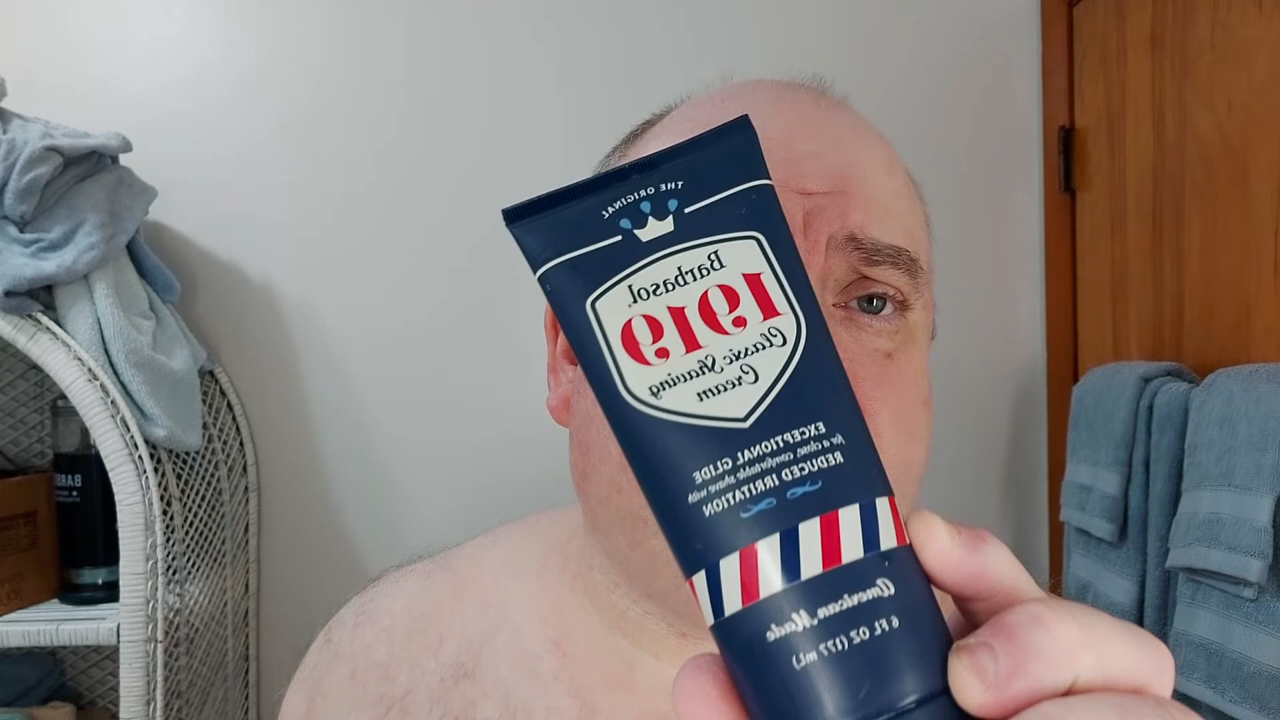 THE ORIGINAL
Barbasol.
1919
Classic Shaving
Cream
EXCEPTIONAL GLIDE
for a close, comfortable shave with
REDUCED IRRITATION
American Made
6 FL OZ (177 mL)
BARB